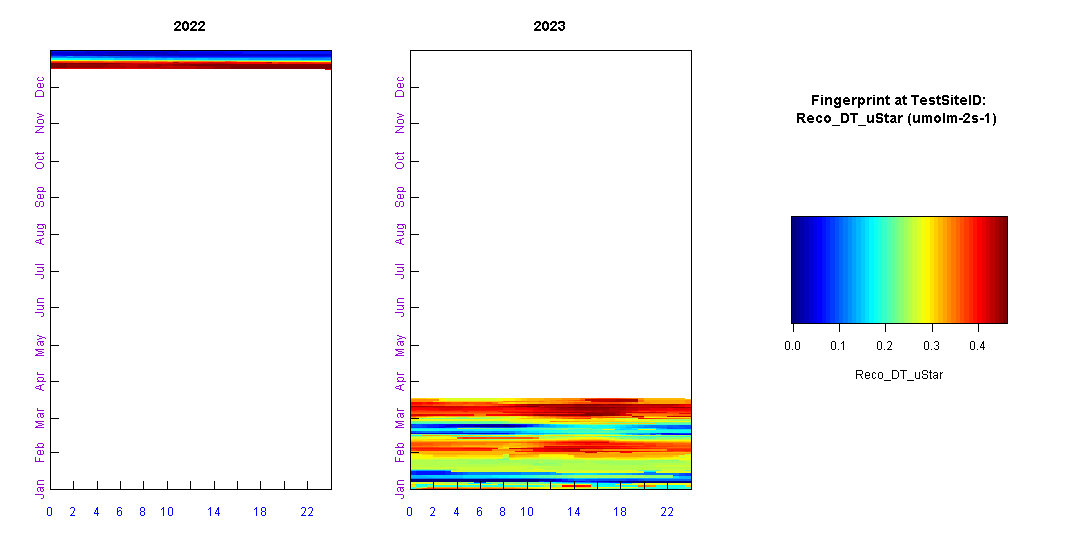 2022
2023
Fingerprint at TestSiteID:
Reco_DT_uStar (umolm-2s-1)
Dec
Nov
Oct
Sep
Aug
Jul
Jun
May
Apr
Mar
Feb
Jan
0 2 4 6 8 10 14 18 22
Dec
Nov
Oct
Sep
Aug
Jul
Jun
May
Apr
Mar
Feb
Jan
0 2 4 6 8 10 14 18 22
0.0 0.1 0.2 0.3 0.4
Reco_DT_uStar